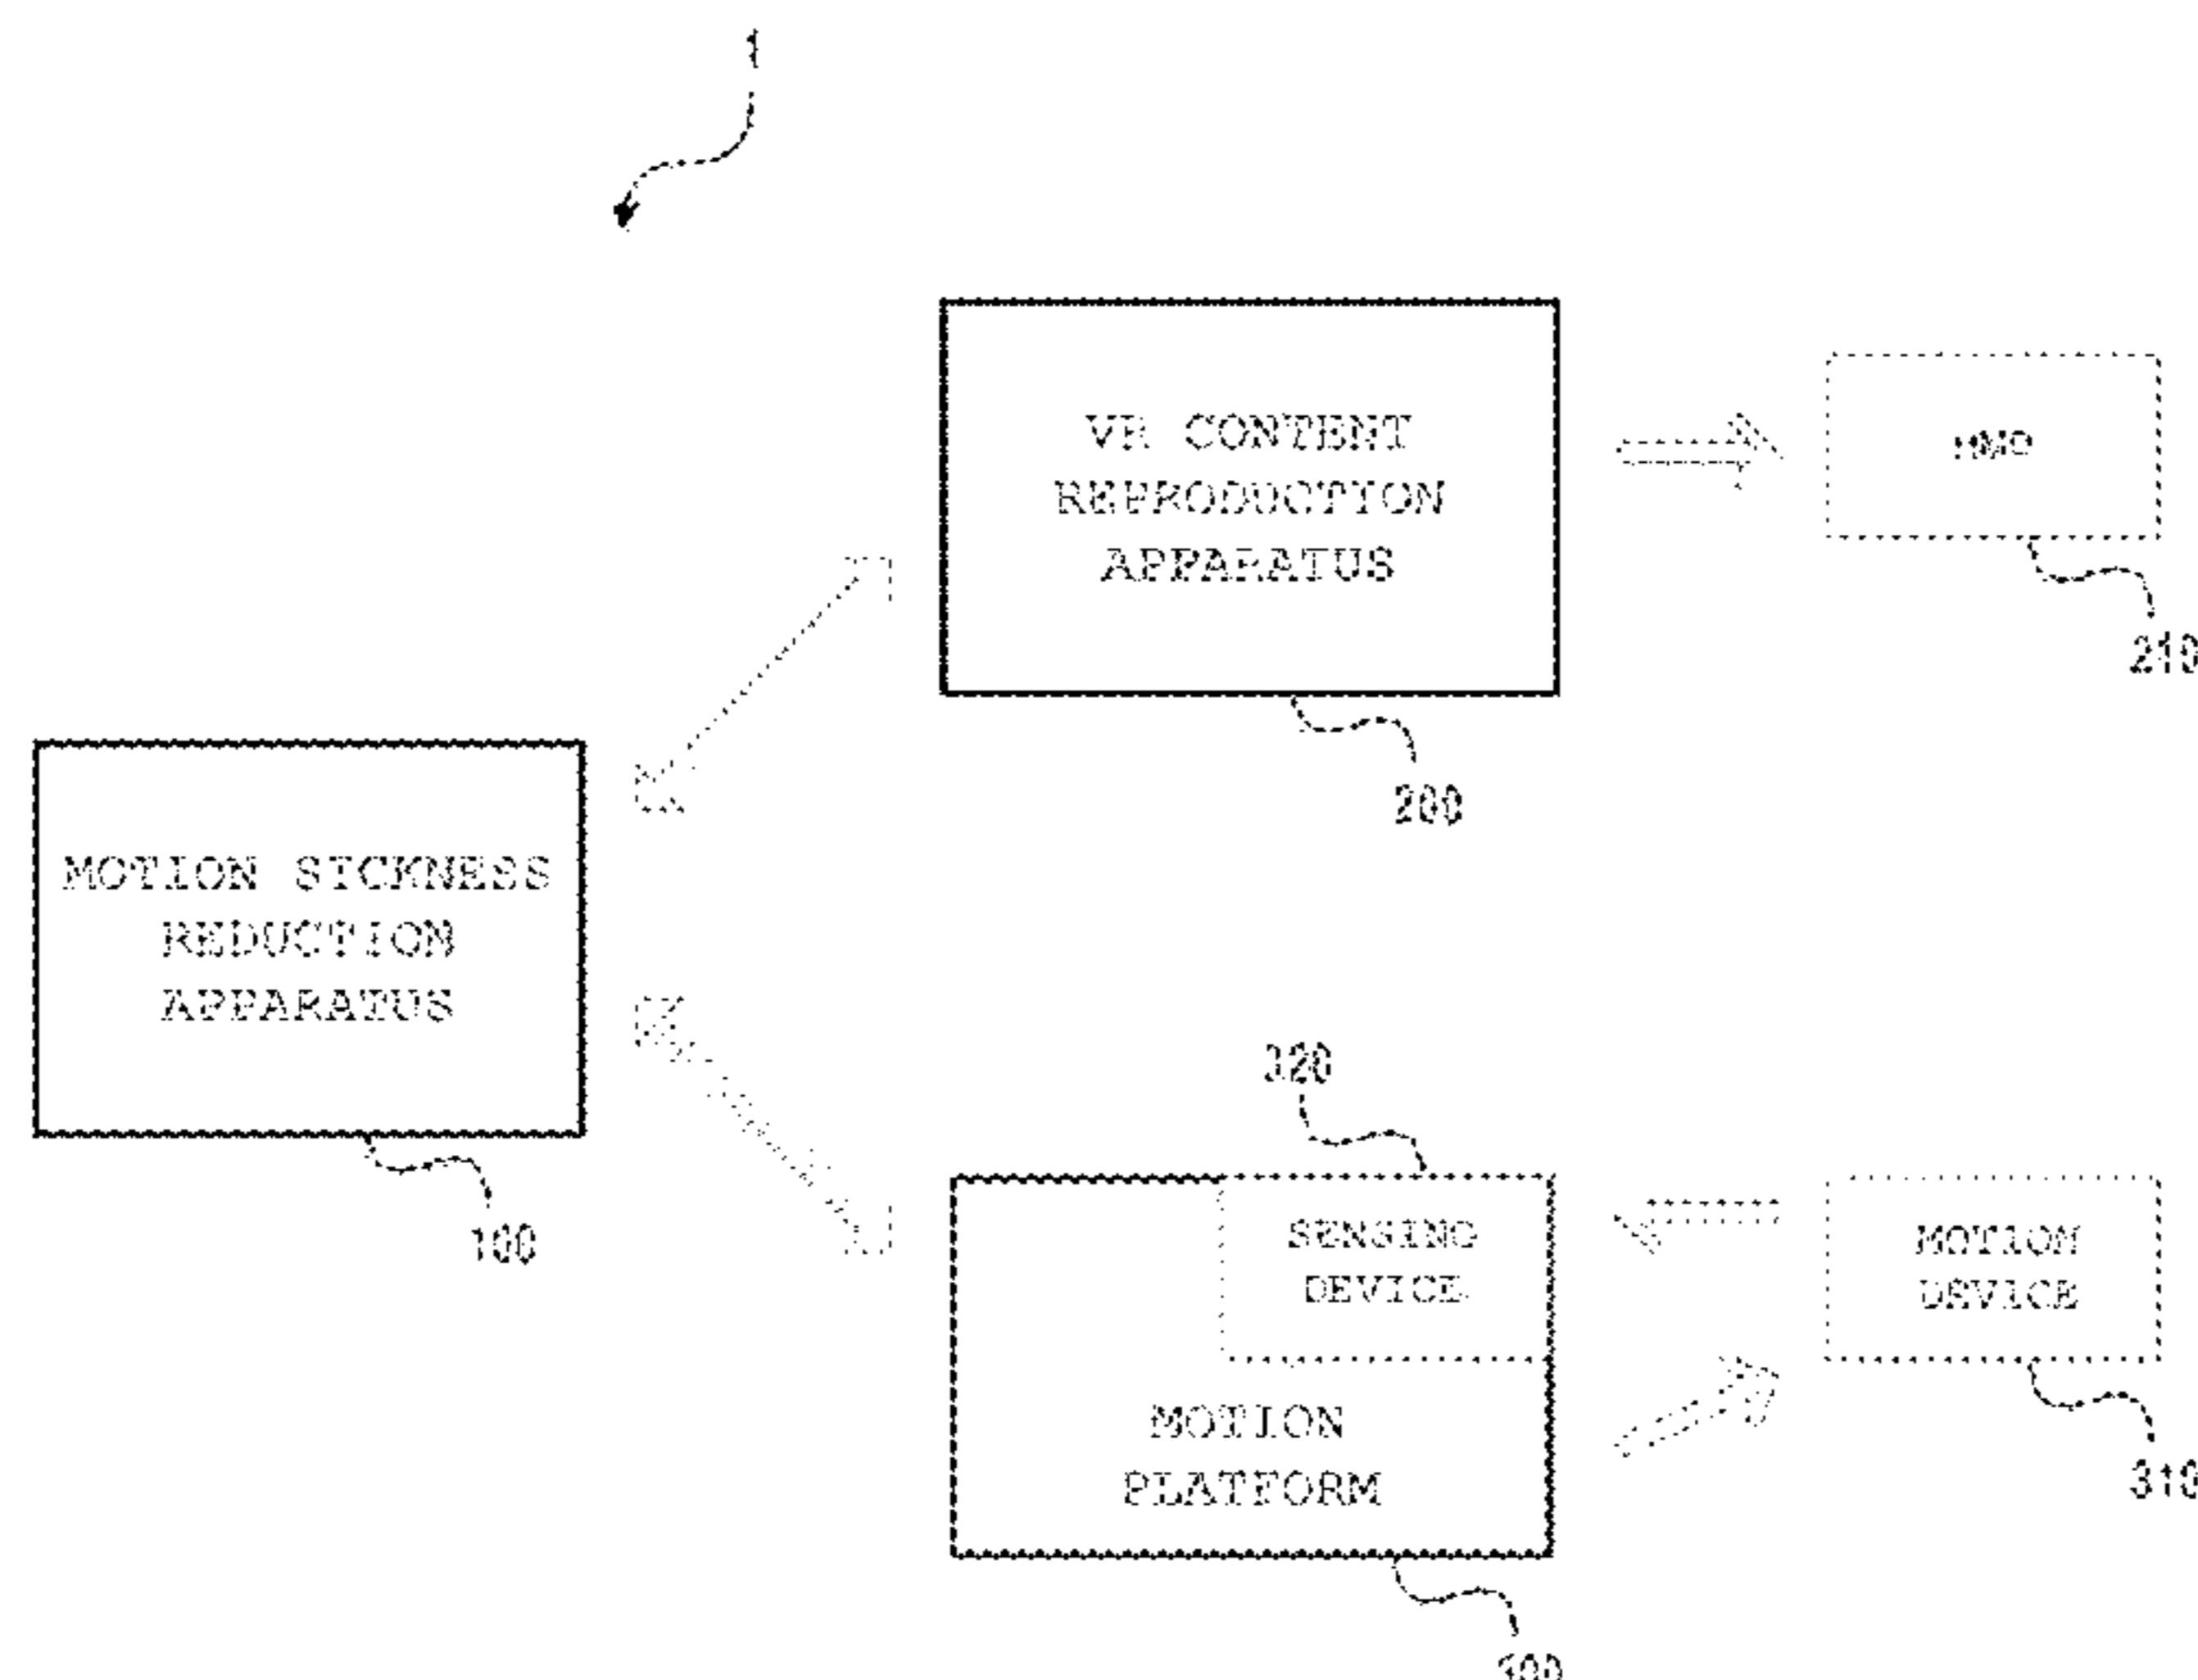 1
VR CONTENT
REPRODUCTION
APPARATUS
HMD
210
200
MOTION SICKNESS
REDUCTION
APPARATUS
100
320
SENSING
DEVICE
MOTION
DEVICE
MOTION
PLATFORM
310
300